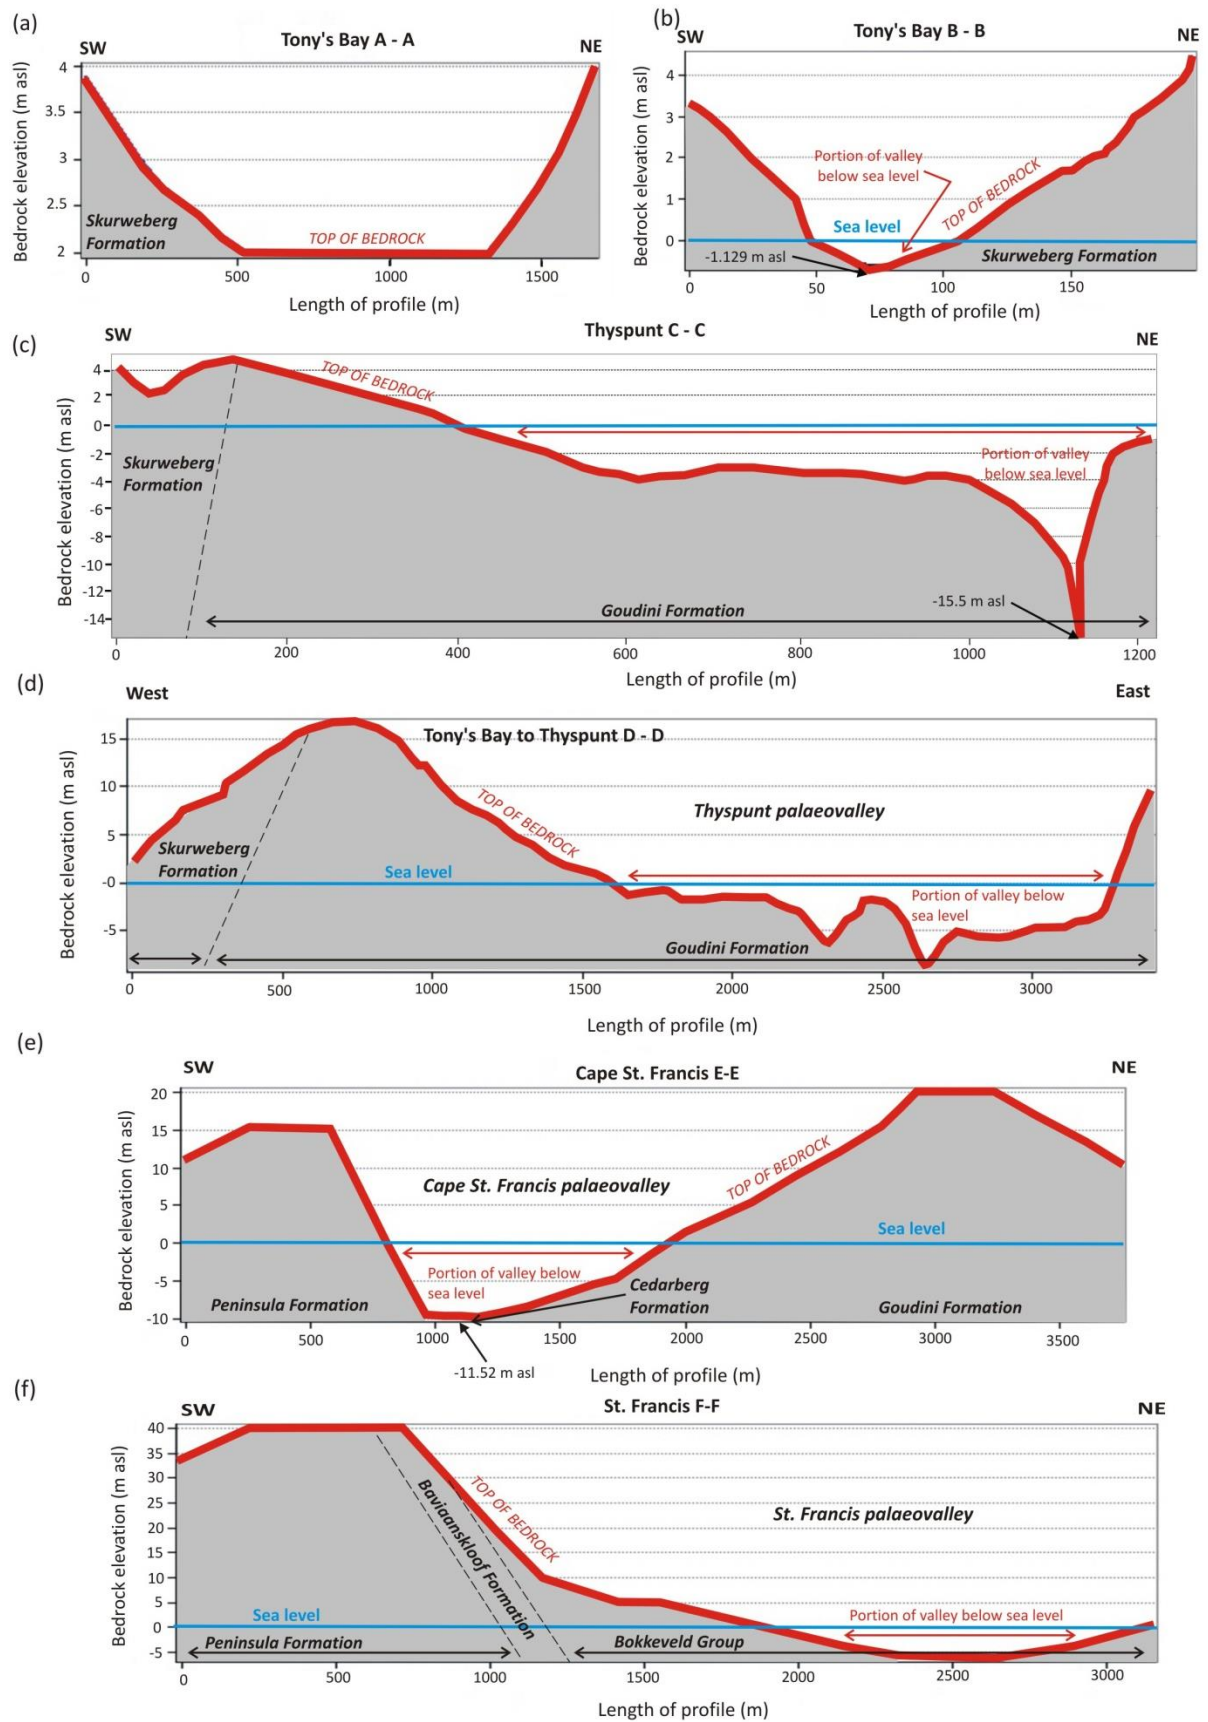 (a)
Tony's Bay A - A
SW
NE
Bedrock elevation (m asl)
4
3.5
3
2.5
2
Skurweberg
Formation
TOP OF BEDROCK
0
500
1000
1500
Length of profile (m)
(b)
Tony's Bay B - B
SW
NE
Bedrock elevation (m asl)
4
3
2
1
0
Portion of valley
below sea level
TOP OF BEDROCK
Sea level
-1.129 m asl
Skurweberg Formation
0
50
100
150
Length of profile (m)
(c)
Thyspunt C - C
SW
NE
Bedrock elevation (m asl)
4
2
0
-2
-4
-6
-8
-10
-12
-14
TOP OF BEDROCK
Skurweberg
Formation
Portion of valley
below sea level
-15.5 m asl
Goudini Formation
0
200
400
600
800
1000
1200
Length of profile (m)
(d)
West
East
Tony's Bay to Thyspunt D - D
Bedrock elevation (m asl)
15
10
5
-0
-5
TOP OF BEDROCK
Thyspunt palaeovalley
Skurweberg
Formation
Sea level
Portion of valley below
sea level
Goudini Formation
0
500
1000
1500
2000
2500
3000
Length of profile (m)
(e)
SW
Cape St. Francis E-E
NE
Bedrock elevation (m asl)
20
15
10
5
0
-5
-10
Cape St. Francis palaeovalley
TOP OF BEDROCK
Sea level
Portion of valley below
sea level
Cedarberg
Formation
Peninsula Formation
Goudini Formation
0
500
1000
1500
2000
2500
3000
3500
-11.52 m asl
Length of profile (m)
(f)
SW
St. Francis F-F
NE
Bedrock elevation (m asl)
40
35
30
25
20
15
10
5
0
-5
TOP OF BEDROCK
Baviaanskloof Formation
St. Francis palaeovalley
Sea level
Portion of valley below sea level
Peninsula Formation
Bokkeveld Group
0
500
1000
1500
2000
2500
3000
Length of profile (m)